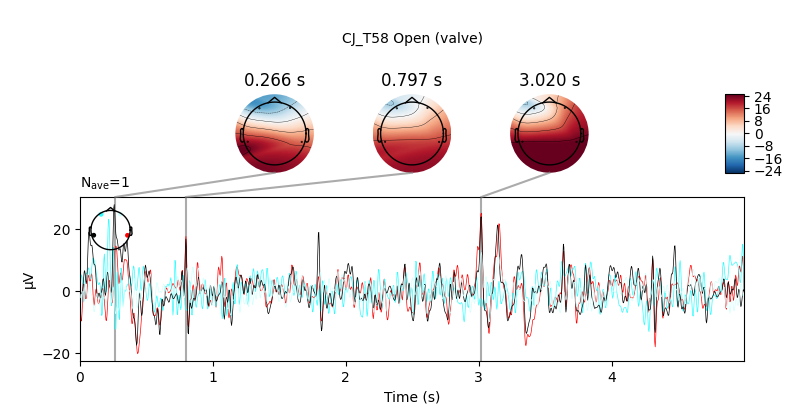 CJ_T58 Open (valve)
0.266 s 0.797 s 3.020 s
24
16
8
0
−8
−16
−24
Nave=1
20
0
−20
µV
0 1 2 3 4
Time (s)